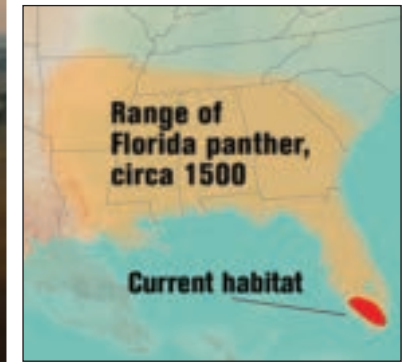 Range of
Florida panther,
circa 1500
Current habitat